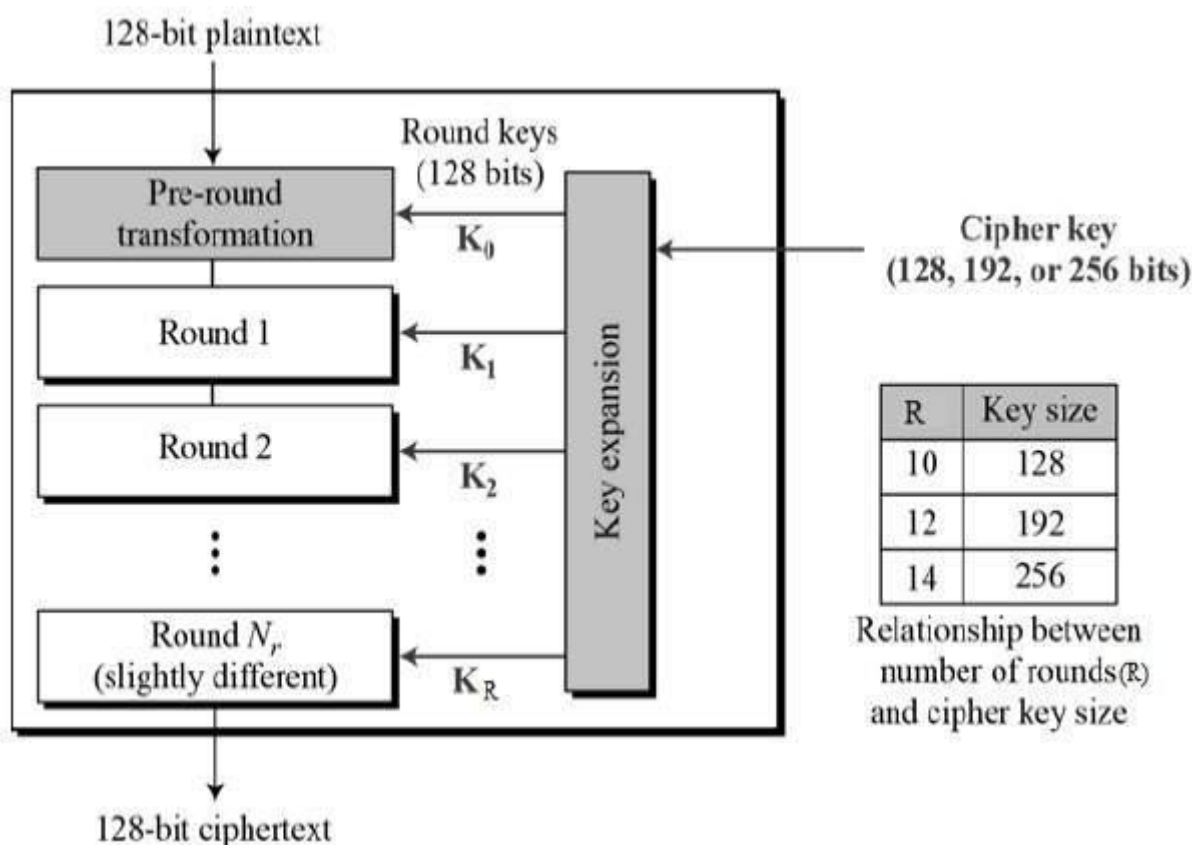 128-bit plaintext
Round keys
(128 bits)
Pre-round
transformation
K₀
Cipher key
(128, 192, or 256 bits)
Round 1
K₁
Key expansion
R Key size
10 128
12 192
14 256
Round 2
K₂
Relationship between
number of rounds(R)
and cipher key size
Round Nᵣ
(slightly different)
K_R
128-bit ciphertext